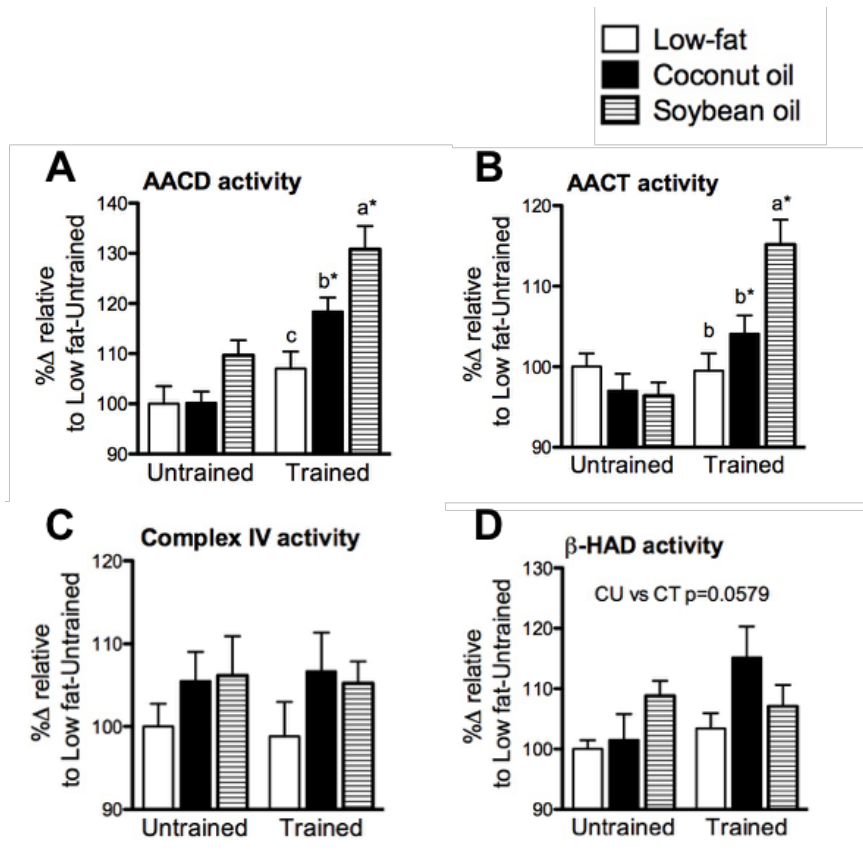 Low-fat
Coconut oil
Soybean oil
A
AACD activity
%Δ relative
to Low fat-Untrained
140
130
120
110
100
90
c
b*
a*
Untrained Trained
B
AACT activity
%Δ relative
to Low fat-Untrained
120
110
100
90
b
b*
a*
Untrained Trained
C
Complex IV activity
%Δ relative
to Low fat-Untrained
120
110
100
90
Untrained Trained
D
β-HAD activity
CU vs CT p=0.0579
%Δ relative
to Low fat-Untrained
130
120
110
100
90
Untrained Trained